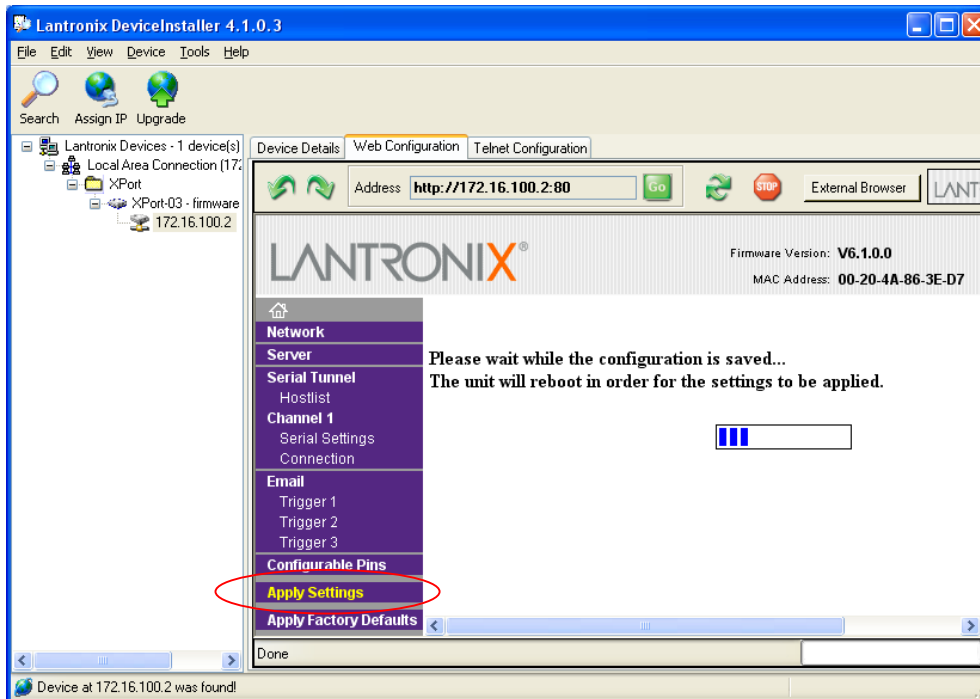 Lantronix DeviceInstaller 4.1.0.3
File Edit View Device Tools Help
Search Assign IP Upgrade
Lantronix Devices - 1 device(s)
Local Area Connection (172
XPort
XPort-03 - firmware
172.16.100.2
Device Details Web Configuration Telnet Configuration
Address http://172.16.100.2:80 Go STOP External Browser LANT
LANTRONIX®
Firmware Version: V6.1.0.0
MAC Address: 00-20-4A-86-3E-D7
Network
Server
Serial Tunnel
Hostlist
Channel 1
Serial Settings
Connection
Email
Trigger 1
Trigger 2
Trigger 3
Configurable Pins
Apply Settings
Apply Factory Defaults
Please wait while the configuration is saved...
The unit will reboot in order for the settings to be applied.
Done
Device at 172.16.100.2 was found!